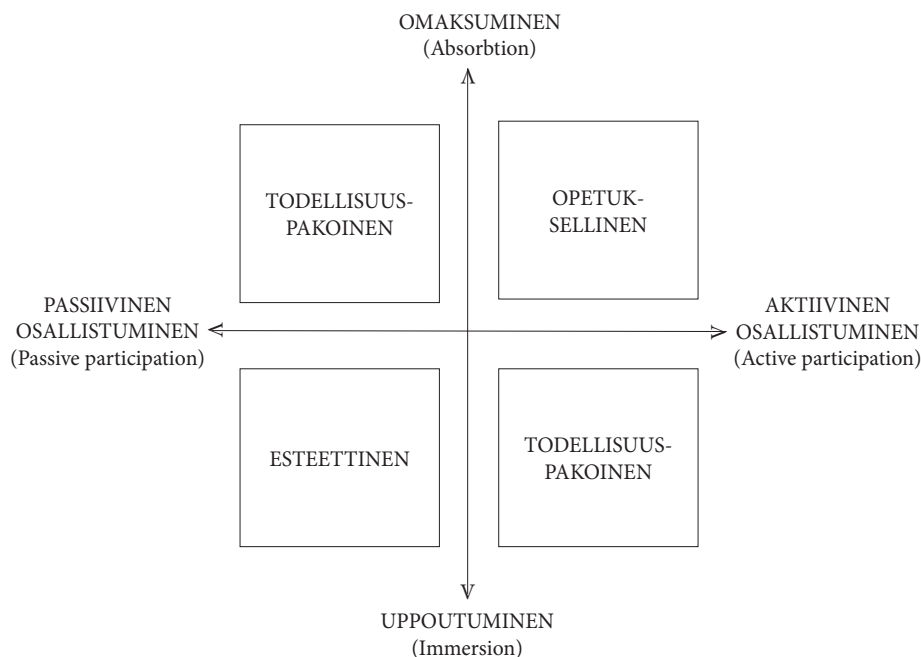 OMAKSUMINEN
(Absorbtion)
TODELLISUUS-
PAKOINEN
OPETUK-
SELLINEN
PASSIIVINEN
OSALLISTUMINEN
(Passive participation)
AKTIIVINEN
OSALLISTUMINEN
(Active participation)
ESTEETTINEN
TODELLISUUS-
PAKOINEN
UPPOUTUMINEN
(Immersion)